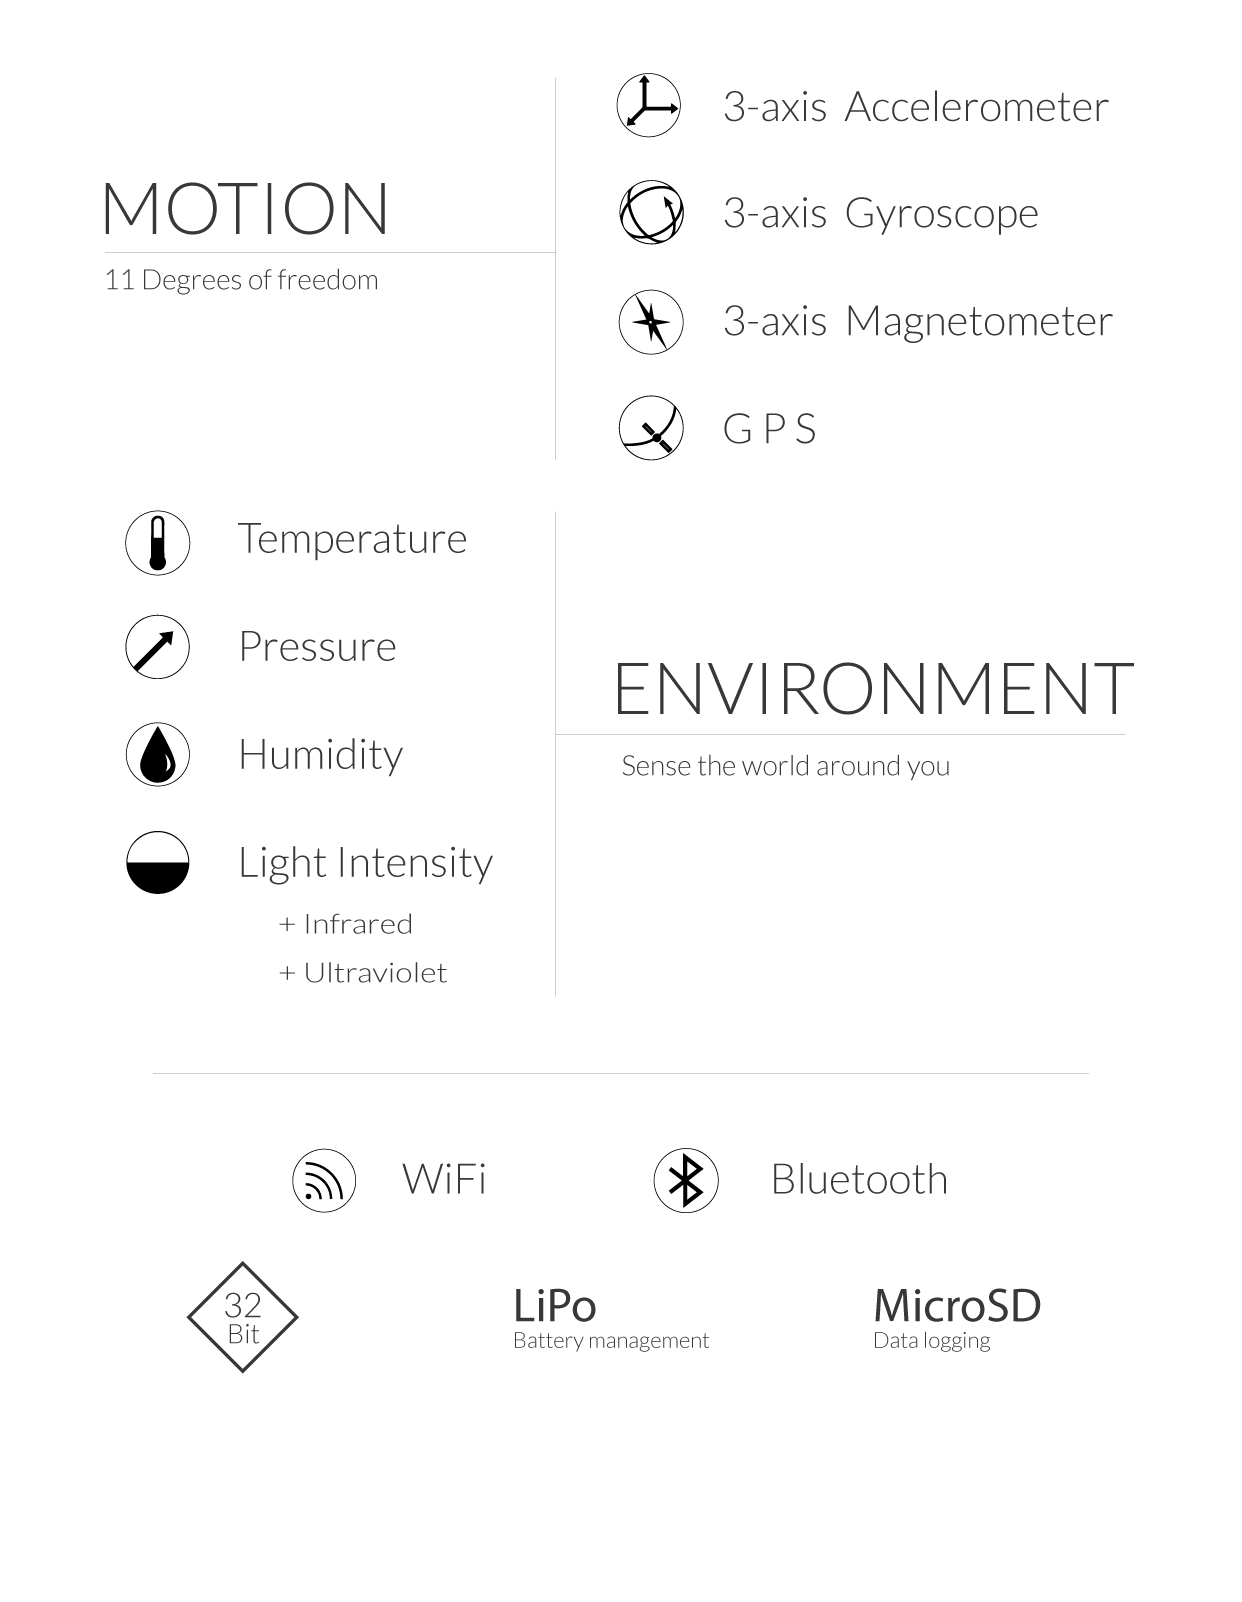 MOTION
11 Degrees of freedom
3-axis Accelerometer
3-axis Gyroscope
3-axis Magnetometer
GPS
Temperature
Pressure
Humidity
Light Intensity
+ Infrared
+ Ultraviolet
ENVIRONMENT
Sense the world around you
WiFi
Bluetooth
32
Bit
LiPo
Battery management
MicroSD
Data logging